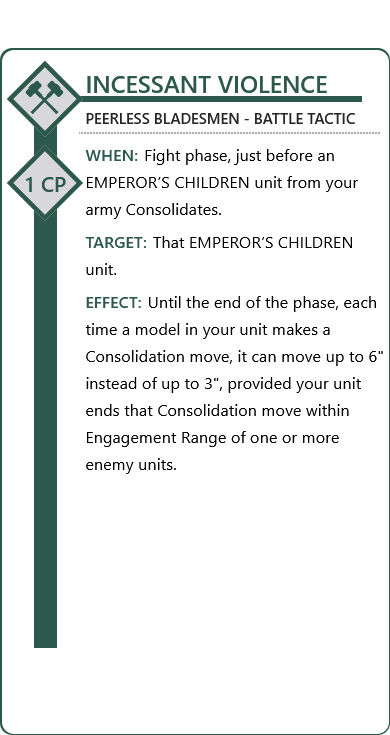 INCESSANT VIOLENCE
PEERLESS BLADESMEN - BATTLE TACTIC
1 CP
WHEN: Fight phase, just before an
EMPEROR’S CHILDREN unit from your
army Consolidates.
TARGET: That EMPEROR’S CHILDREN
unit.
EFFECT: Until the end of the phase, each
time a model in your unit makes a
Consolidation move, it can move up to 6"
instead of up to 3", provided your unit
ends that Consolidation move within
Engagement Range of one or more
enemy units.